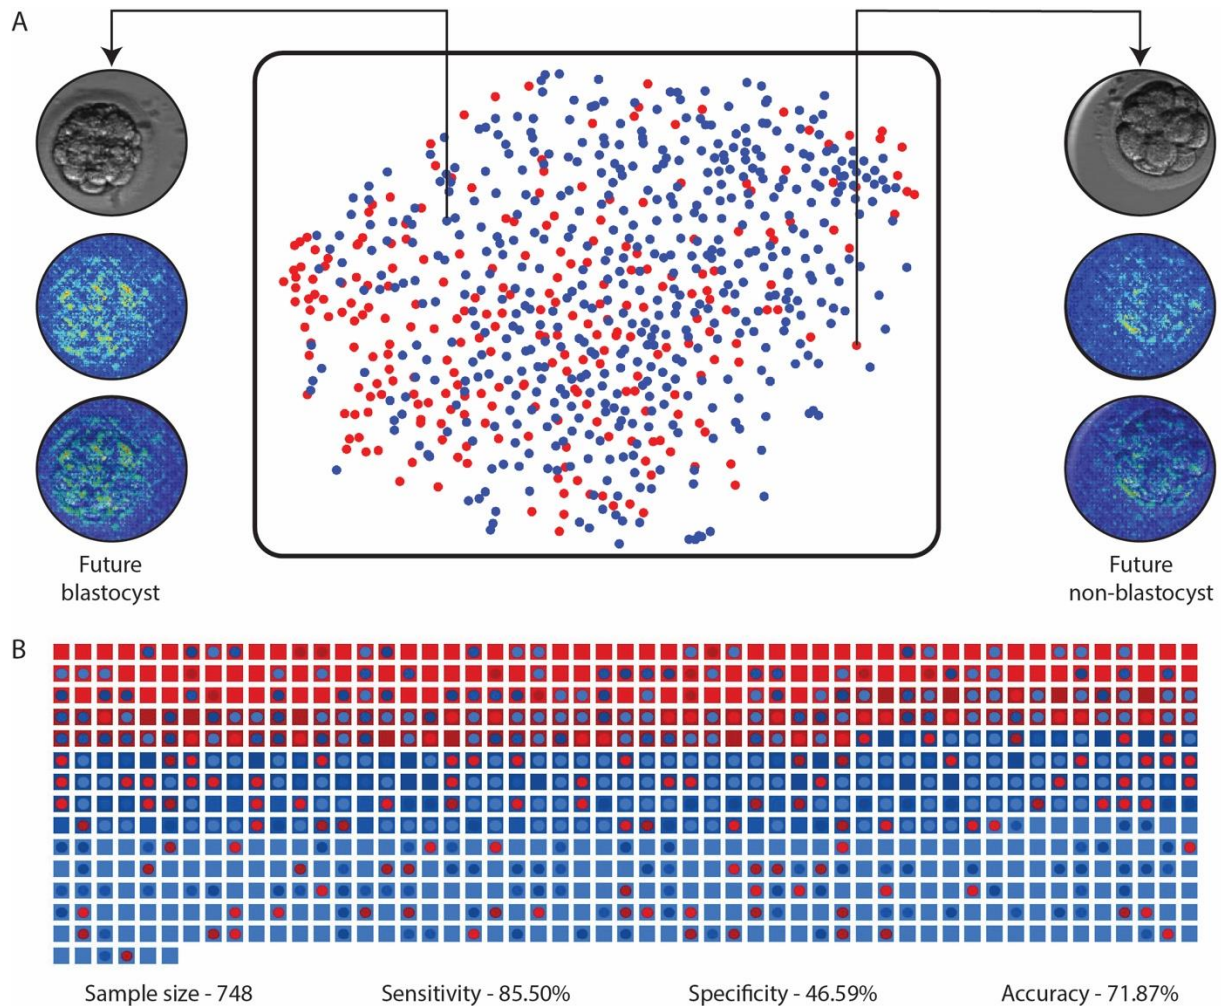 A
Future
blastocyst
Future
non-blastocyst
B
Sample size - 748
Sensitivity - 85.50%
Specificity - 46.59%
Accuracy - 71.87%